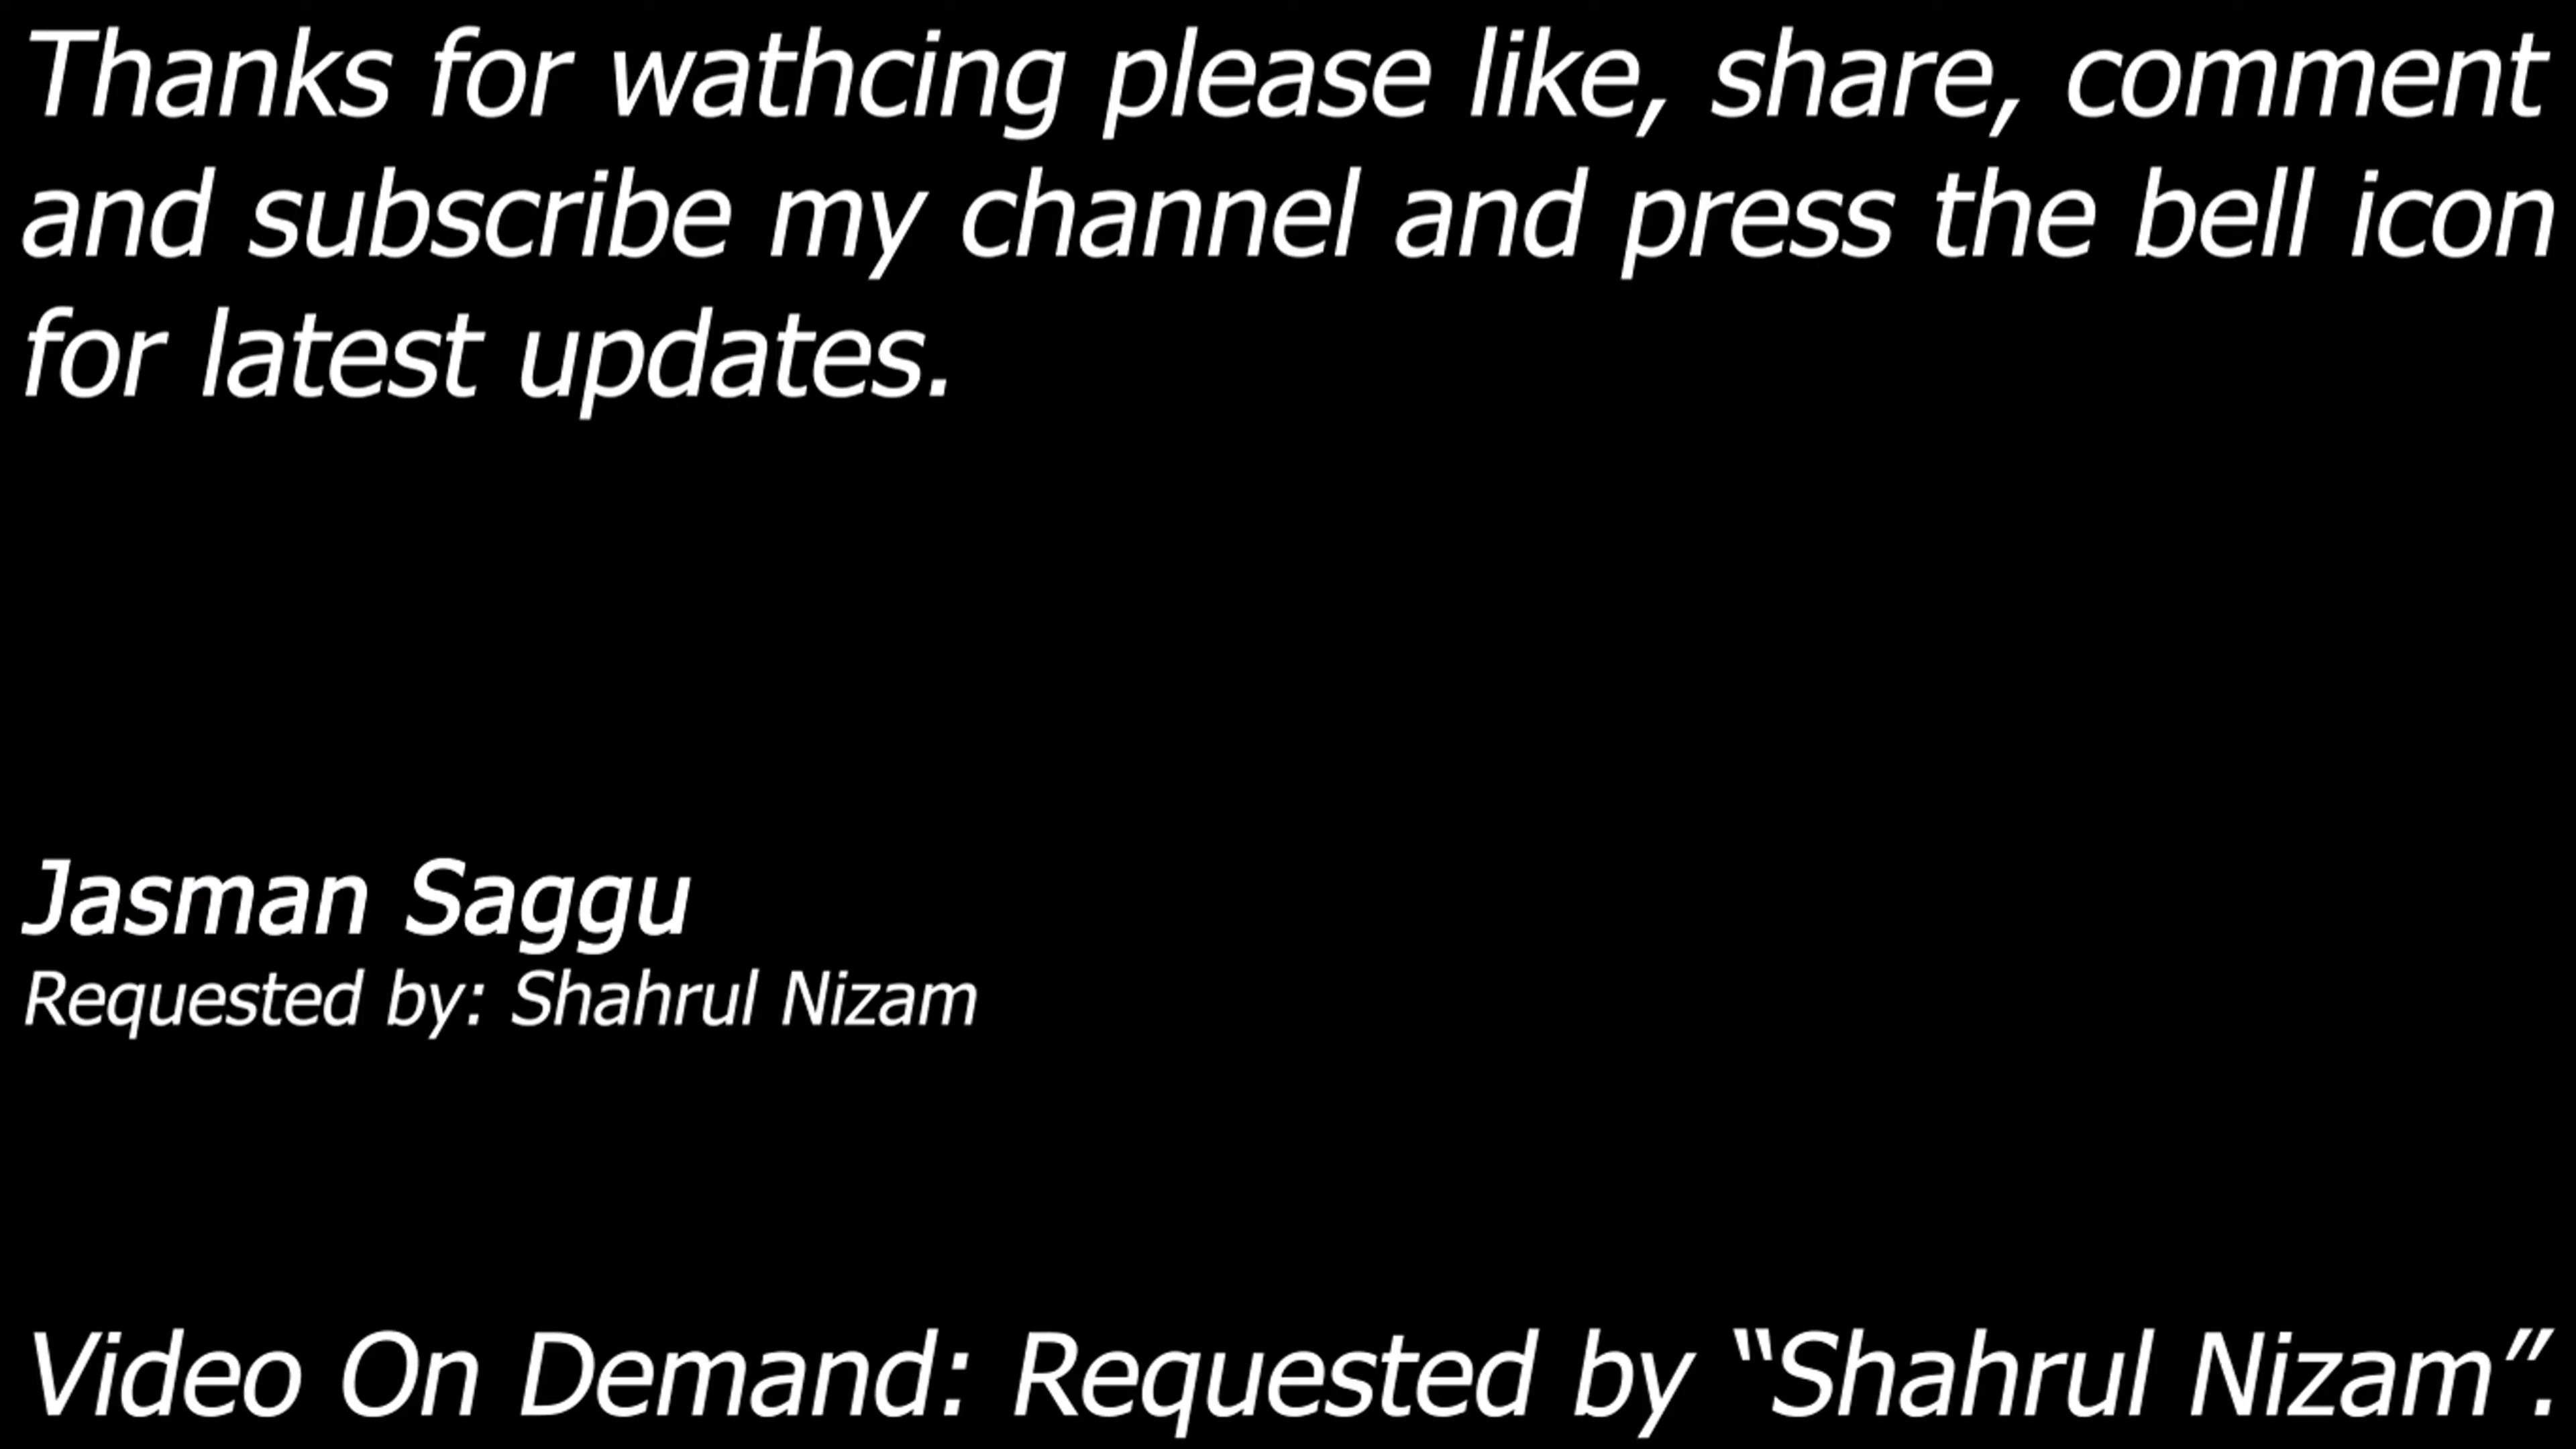 Thanks for wathcing please like, share, comment
and subscribe my channel and press the bell icon
for latest updates.
Jasman Saggu
Requested by: Shahrul Nizam
Video On Demand: Requested by “Shahrul Nizam”.